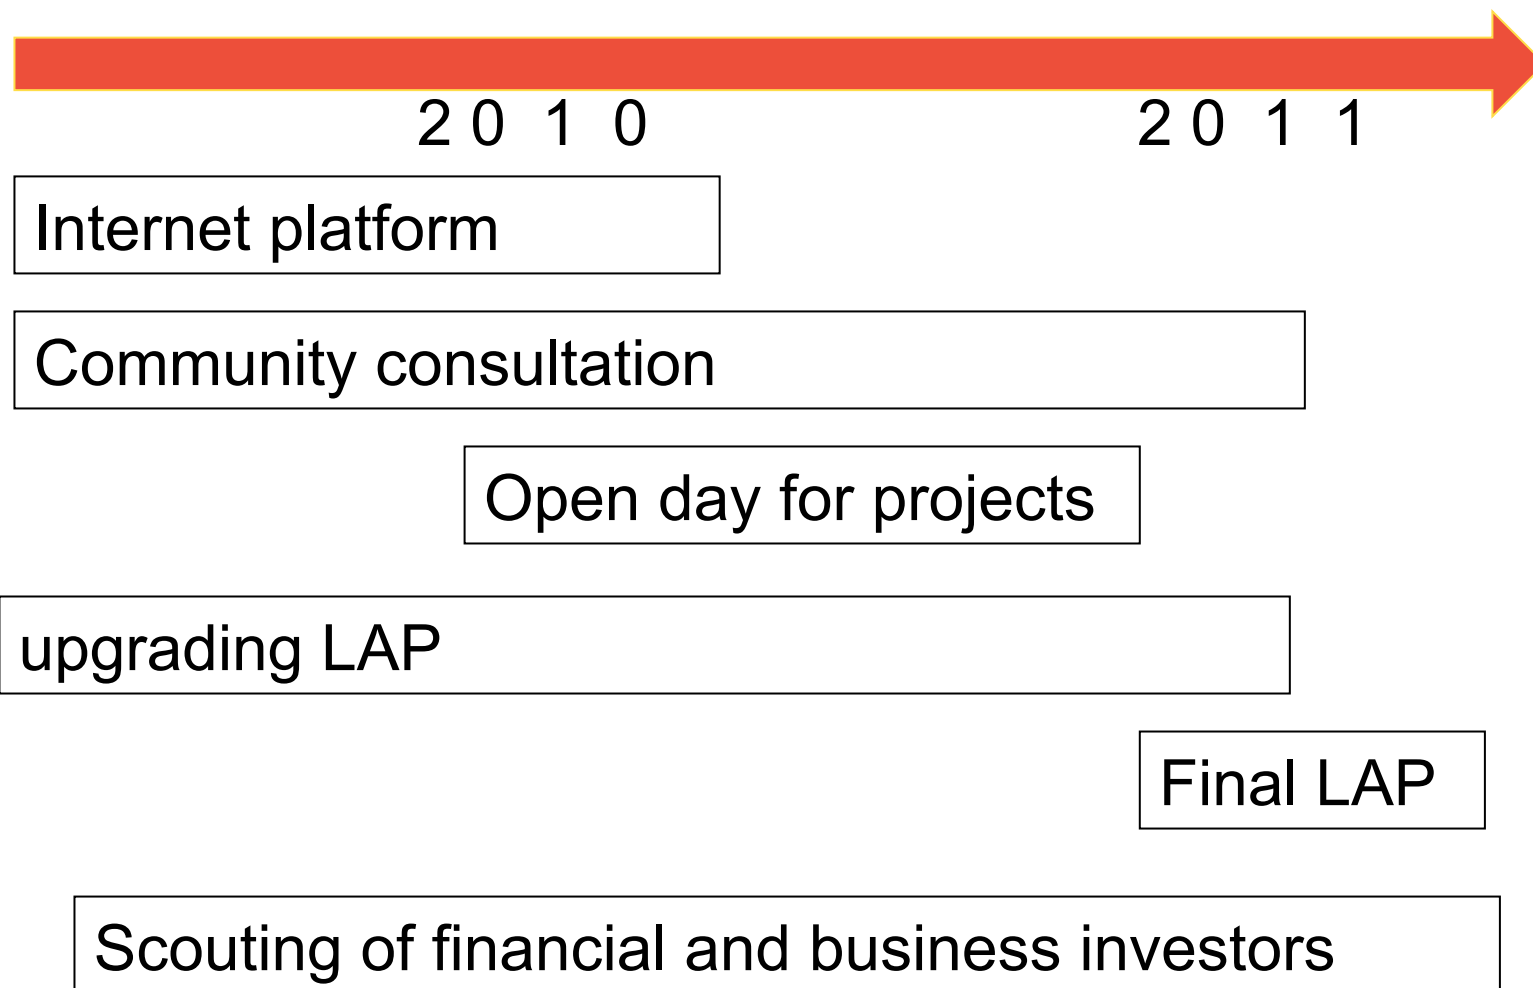 2 0 1 0 2 0 1 1
Internet platform
Community consultation
Open day for projects
upgrading LAP
Final LAP
Scouting of financial and business investors